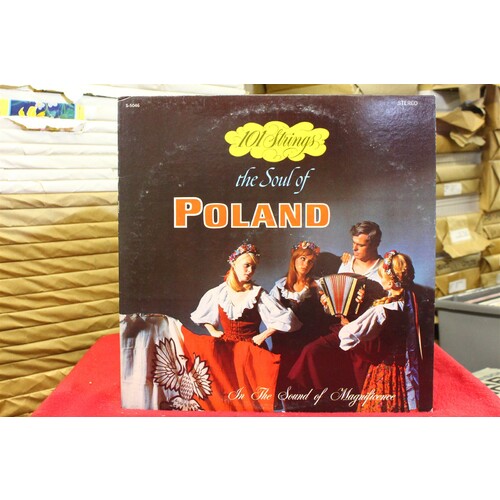 S-5046
STEREO
101 Strings
the Soul of
POLAND
In The Sound of Magnificence